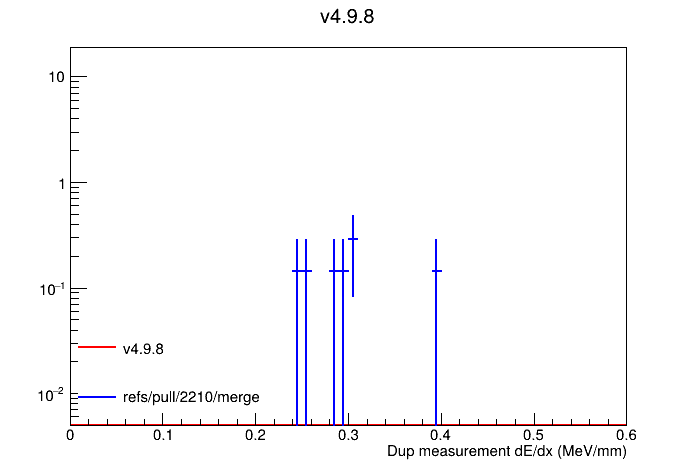 v4.9.8
10
1
10⁻¹
10⁻²
v4.9.8
refs/pull/2210/merge
0 0.1 0.2 0.3 0.4 0.5 0.6
Dup measurement dE/dx (MeV/mm)